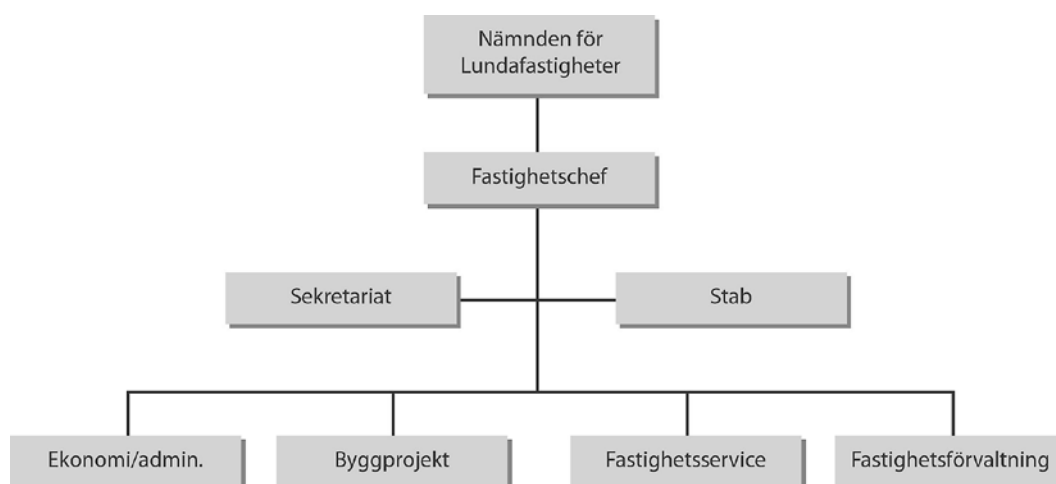 Nämnden för
Lundafastigheter
Fastighetschef
Sekretariat
Stab
Ekonomi/admin.
Byggprojekt
Fastighetsservice
Fastighetsförvaltning